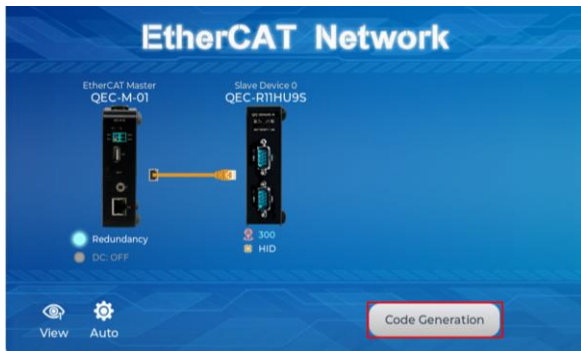 EtherCAT Network
EtherCAT Master
QEC-M-01
Slave Device 0
QEC-R11HU9S
Redundancy
DC: OFF
300
HID
View
Auto
Code Generation